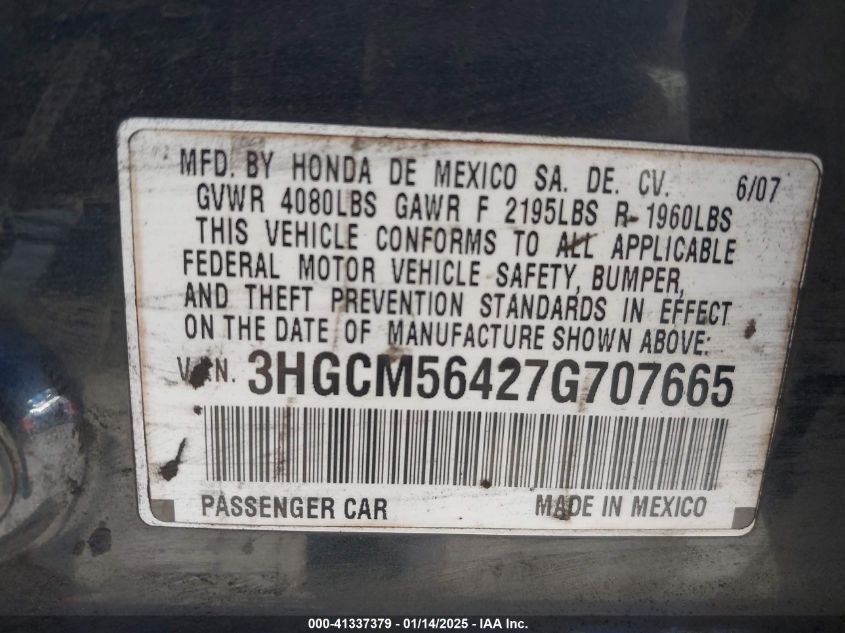 MFD. BY HONDA DE MEXICO SA. DE. CV. 6/07
GVWR 4080LBS GAWR F 2195LBS R 1960LBS
THIS VEHICLE CONFORMS TO ALL APPLICABLE
FEDERAL MOTOR VEHICLE SAFETY, BUMPER,
AND THEFT PREVENTION STANDARDS IN EFFECT
ON THE DATE OF MANUFACTURE SHOWN ABOVE:
V.I.N. 3HGCM56427G707665
PASSENGER CAR MADE IN MEXICO
000-41337379 - 01/14/2025 - IAA Inc.